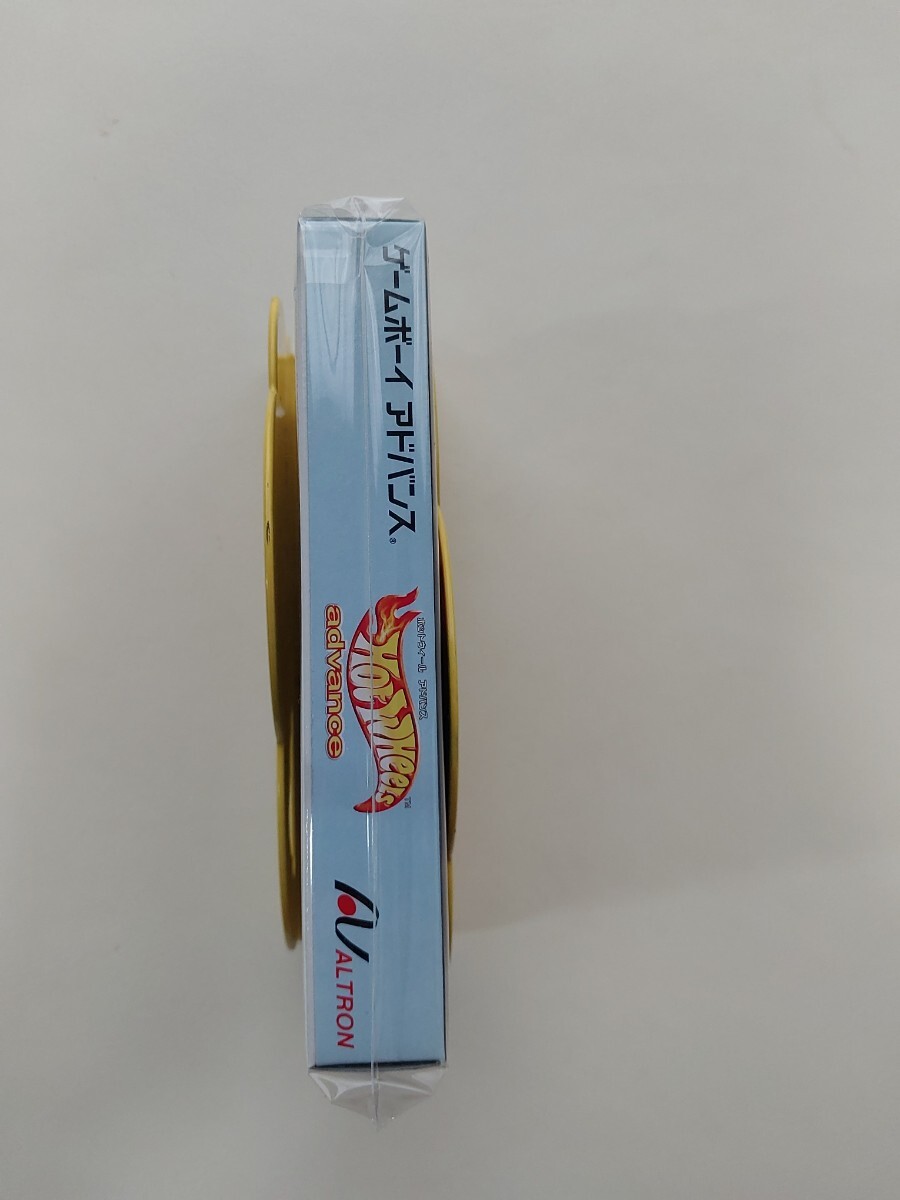 ゲームボーイ アドバンス®
ホットウィール アドバンス
Hot Wheels™
advance
ALTRON